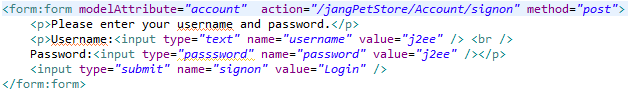 <form:form modelAttribute="account"  action="/jangPetStore/Account/signon" method="post">
<p>Please enter your username and password.</p>
<p>Username:<input type="text" name="username" value="j2ee" /> <br />
Password:<input type="passsword" name="password" value="j2ee" /></p>
<input type="submit" name="signon" value="Login" />
</form:form>